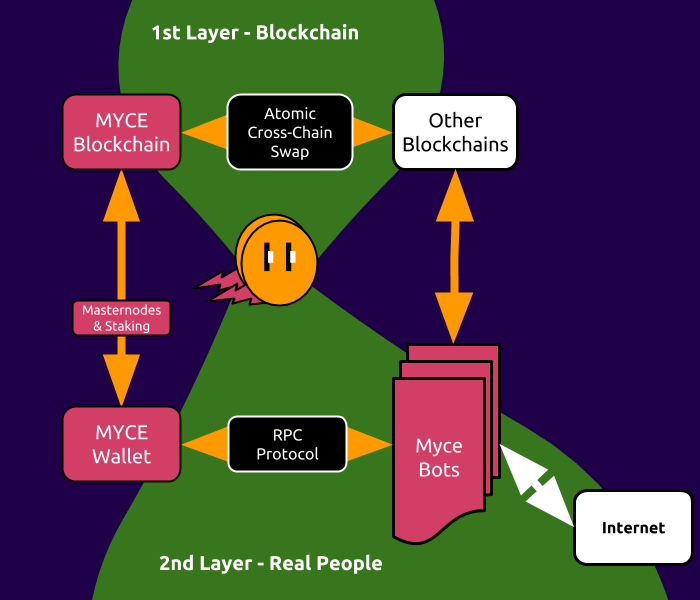 1st Layer - Blockchain
MYCE
Blockchain
Atomic
Cross-Chain
Swap
Other
Blockchains
Masternodes
& Staking
MYCE
Wallet
RPC
Protocol
Myce
Bots
Internet
2nd Layer - Real People